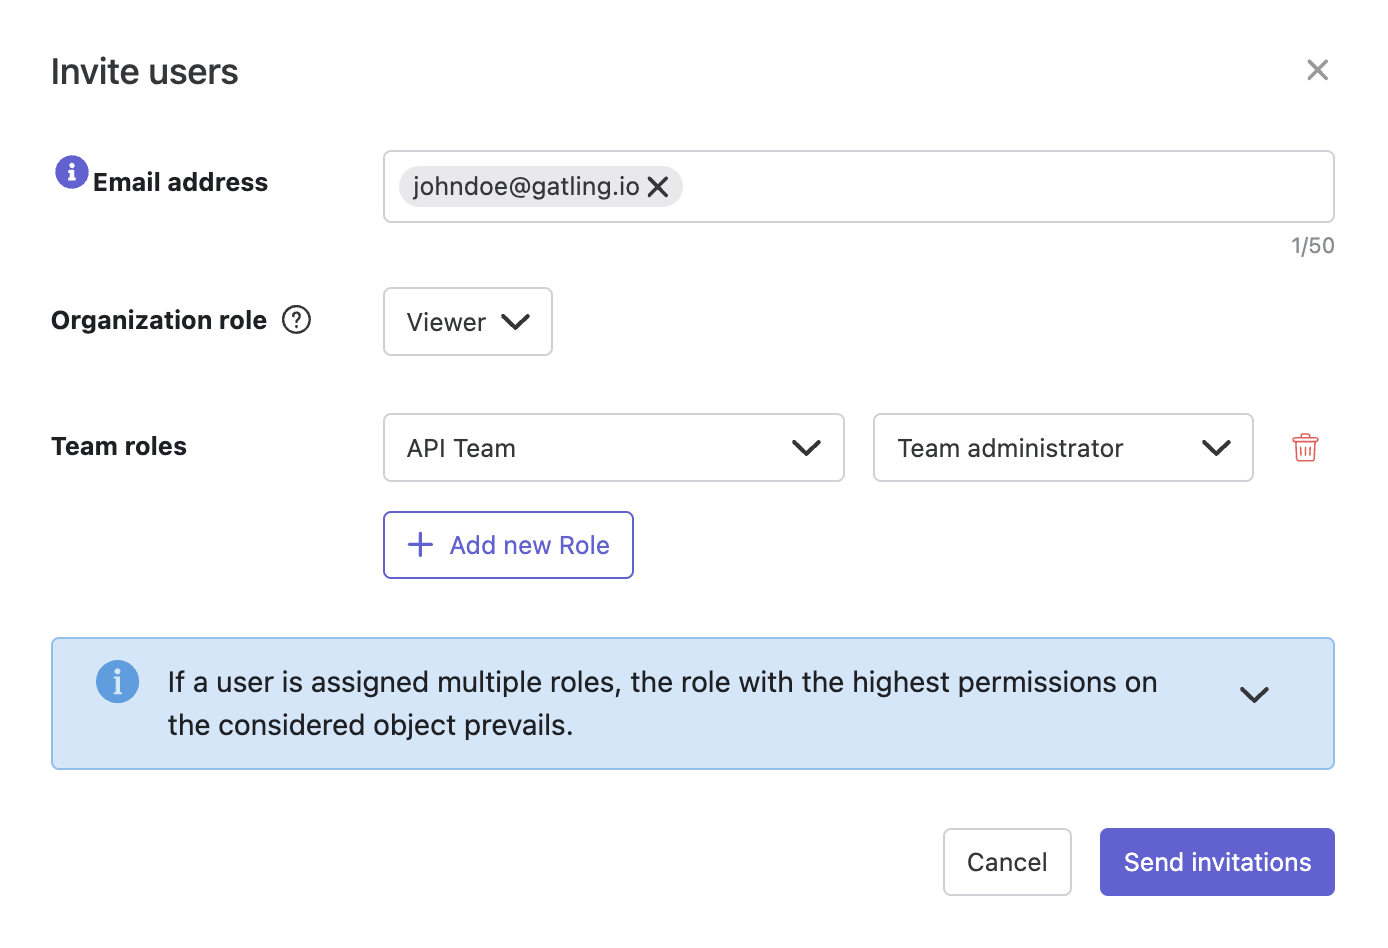 Invite users
Email address
johndoe@gatling.io
1/50
Organization role
Viewer
Team roles
API Team
Team administrator
Add new Role
If a user is assigned multiple roles, the role with the highest permissions on
the considered object prevails.
Cancel
Send invitations